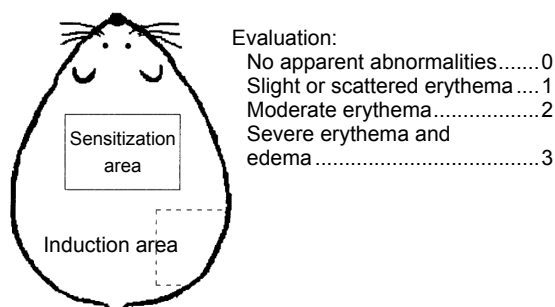 Evaluation:
No apparent abnormalities.......0
Slight or scattered erythema....1
Moderate erythema..................2
Severe erythema and
edema.......................................3
Sensitization
area
Induction area